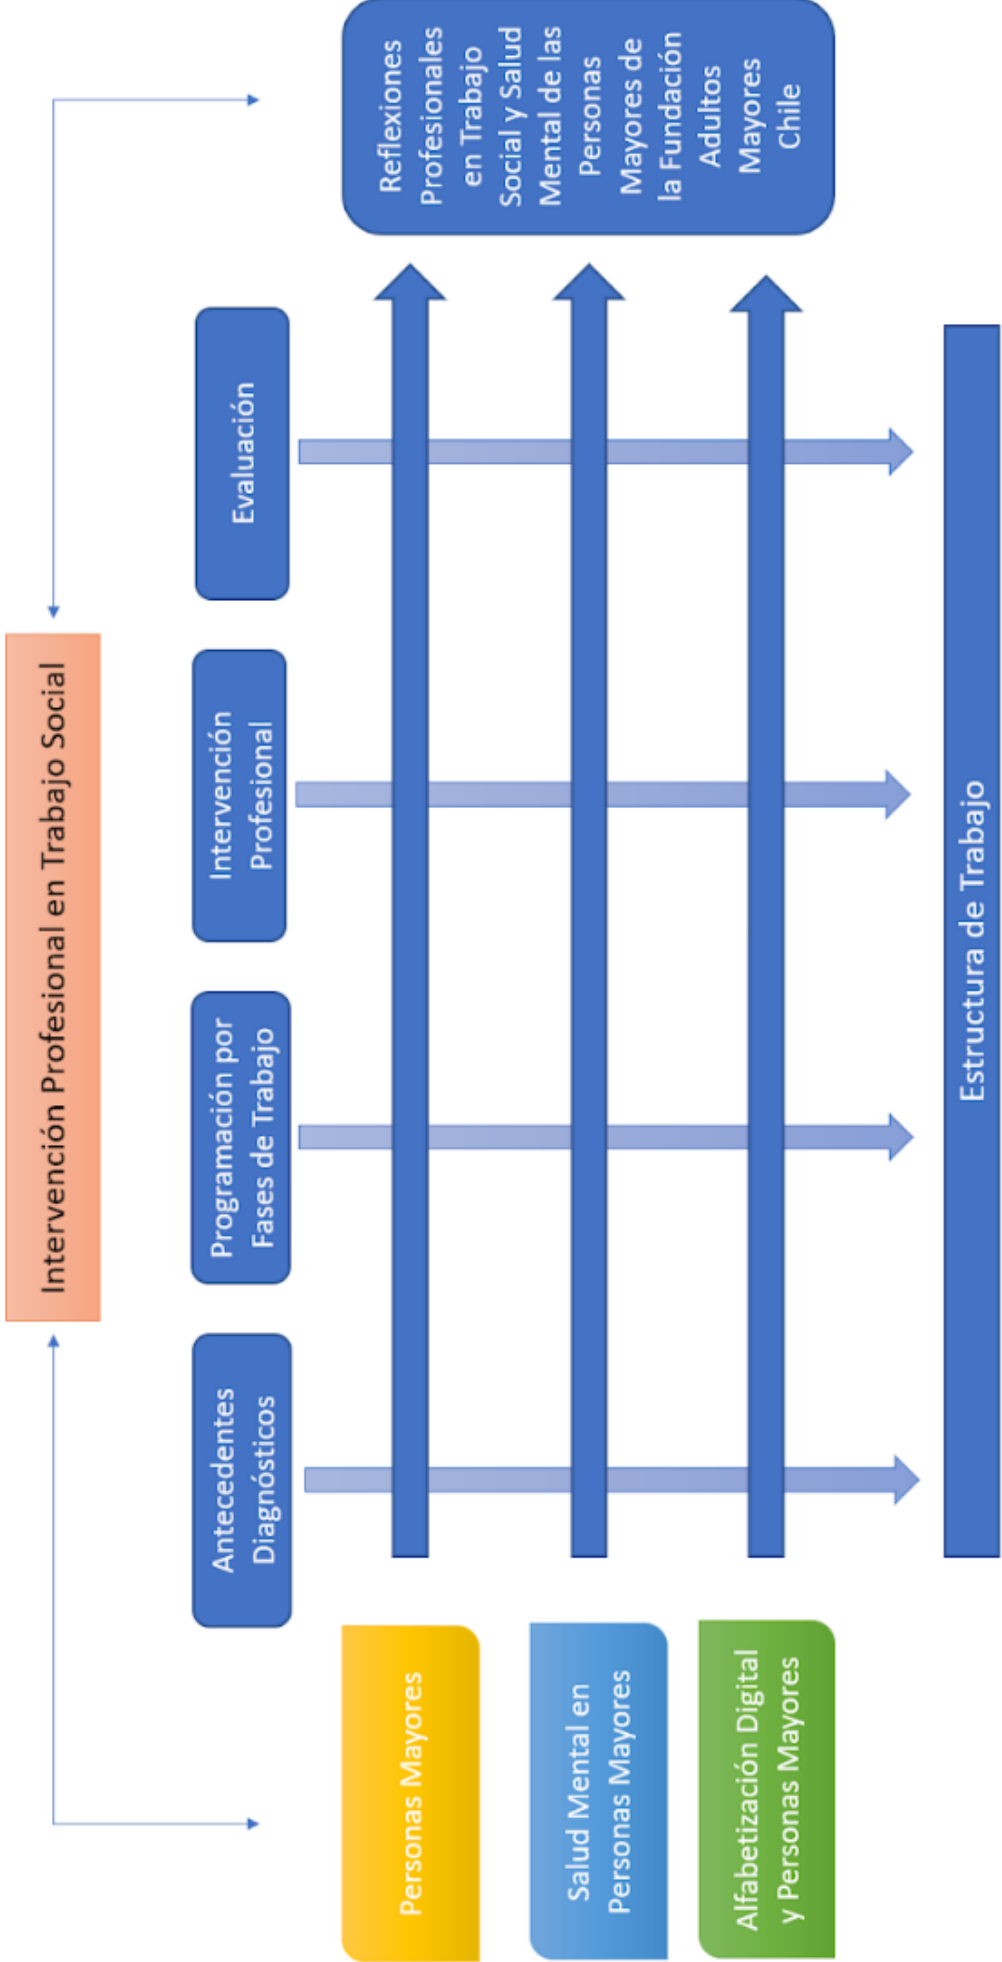 Intervención Profesional en Trabajo Social
Antecedentes
Diagnósticos
Programación por
Fases de Trabajo
Intervención
Profesional
Evaluación
Personas Mayores
Salud Mental en
Personas Mayores
Alfabetización Digital
y Personas Mayores
Reflexiones
Profesionales
en Trabajo
Social y Salud
Mental de las
Personas
Mayores de
la Fundación
Adultos
Mayores
Chile
Estructura de Trabajo